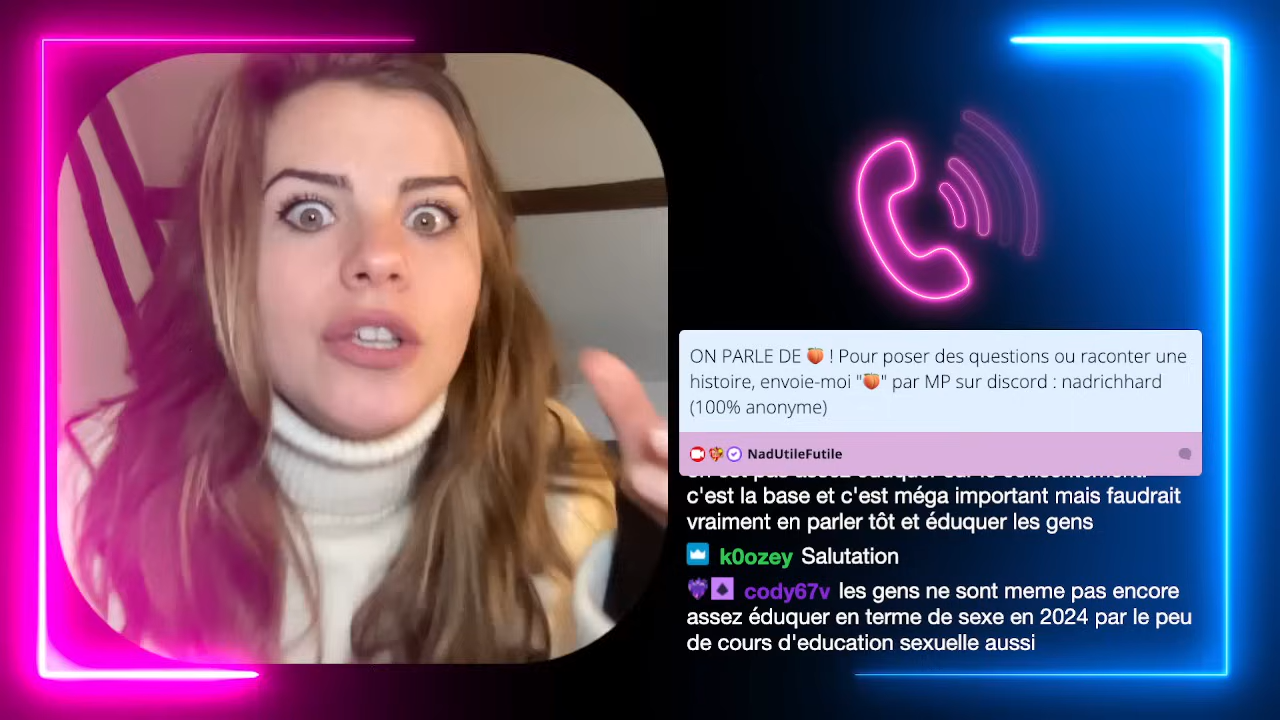 ON PARLE DE 🍑 ! Pour poser des questions ou raconter une
histoire, envoie-moi "🍑" par MP sur discord : nadrichhard
(100% anonyme)
NadUtileFutile
c'est la base et c'est méga important mais faudrait
vraiment en parler tôt et éduquer les gens
k0ozey Salutation
cody67v les gens ne sont meme pas encore
assez éduquer en terme de sexe en 2024 par le peu
de cours d'education sexuelle aussi